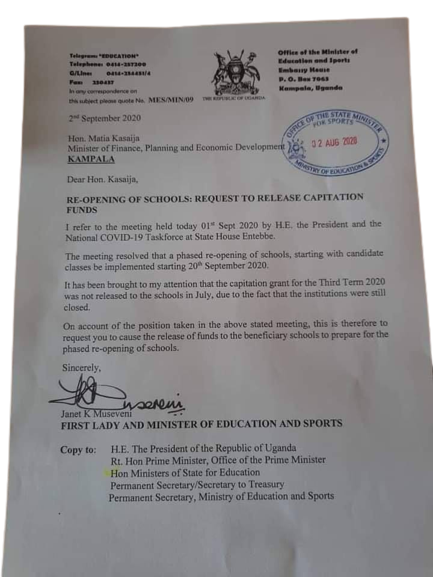 Telegrams "EDUCATION"
Telephone: 0414-257200
G/Line: 0414-234451/4
Fax: 230437
In any correspondence on
this subject please quote No. MES/MIN/09
THE REPUBLIC OF UGANDA
Office of the Minister of
Education and Sports
Embassy House
P. O. Box 7063
Kampala, Uganda
2nd September 2020
OFFICE OF THE STATE MINISTER
FOR SPORTS
02 AUG 2020
MINISTRY OF EDUCATION & SPORTS
Hon. Matia Kasaija
Minister of Finance, Planning and Economic Development
KAMPALA
Dear Hon. Kasaija,
RE-OPENING OF SCHOOLS: REQUEST TO RELEASE CAPITATION
FUNDS
I refer to the meeting held today 01st Sept 2020 by H.E. the President and the
National COVID-19 Taskforce at State House Entebbe.
The meeting resolved that a phased re-opening of schools, starting with candidate
classes be implemented starting 20th September 2020.
It has been brought to my attention that the capitation grant for the Third Term 2020
was not released to the schools in July, due to the fact that the institutions were still
closed.
On account of the position taken in the above stated meeting, this is therefore to
request you to cause the release of funds to the beneficiary schools to prepare for the
phased re-opening of schools.
Sincerely,
Janet K Museveni
FIRST LADY AND MINISTER OF EDUCATION AND SPORTS
Copy to: H.E. The President of the Republic of Uganda
Rt. Hon Prime Minister, Office of the Prime Minister
Hon Ministers of State for Education
Permanent Secretary/Secretary to Treasury
Permanent Secretary, Ministry of Education and Sports